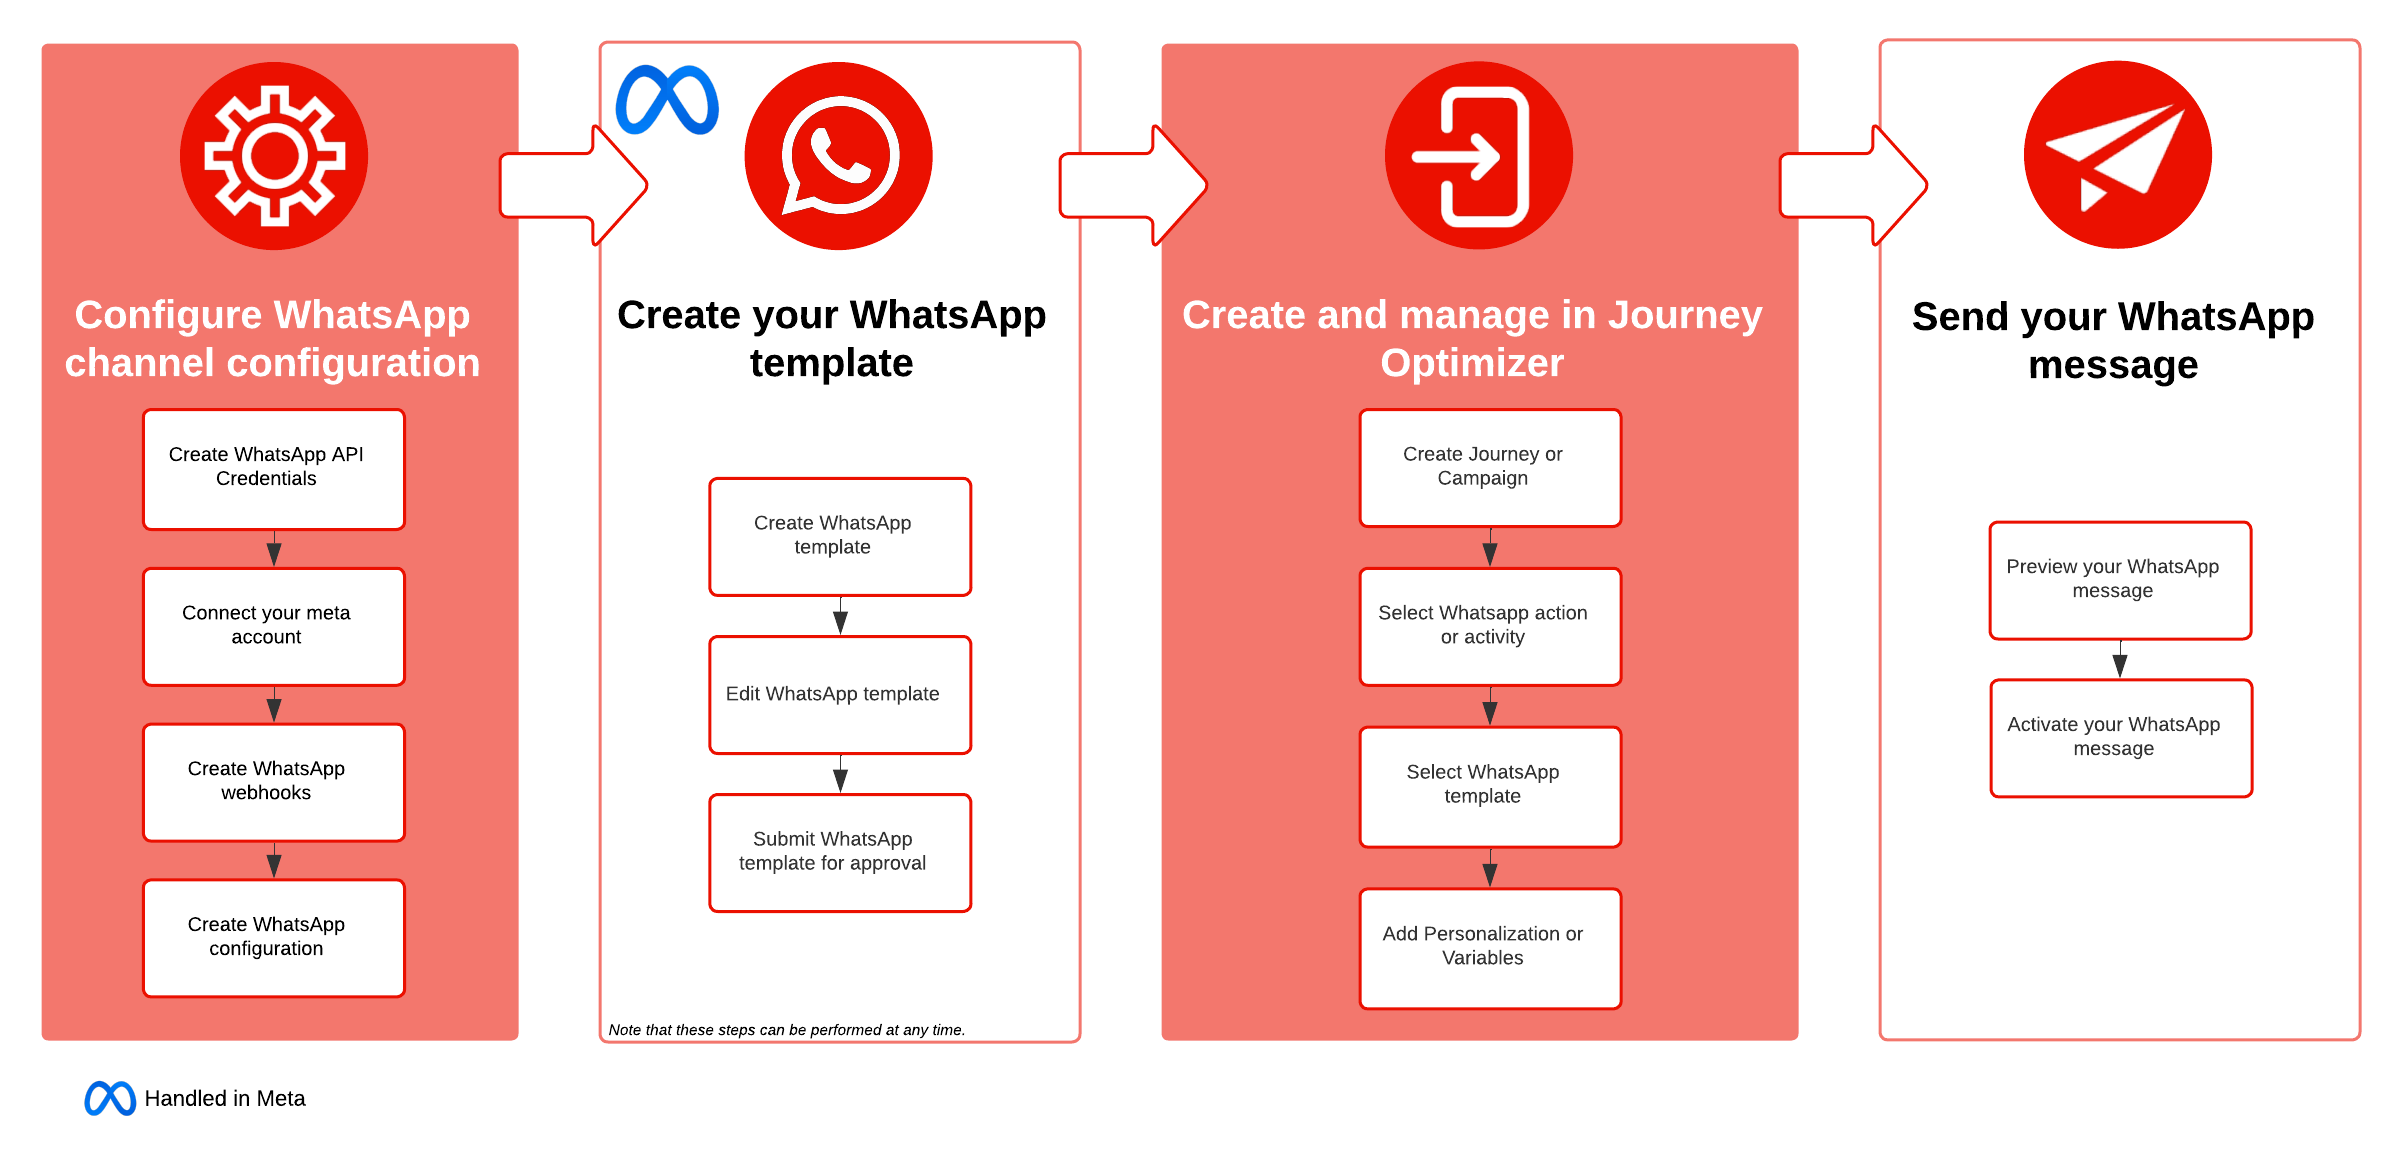 Configure WhatsApp
channel configuration
Create WhatsApp API
Credentials
Connect your meta
account
Create WhatsApp
webhooks
Create WhatsApp
configuration
Create your WhatsApp
template
Create WhatsApp
template
Edit WhatsApp template
Submit WhatsApp
template for approval
Note that these steps can be performed at any time.
Create and manage in Journey
Optimizer
Create Journey or
Campaign
Select Whatsapp action
or activity
Select WhatsApp
template
Add Personalization or
Variables
Send your WhatsApp
message
Preview your WhatsApp
message
Activate your WhatsApp
message
Handled in Meta